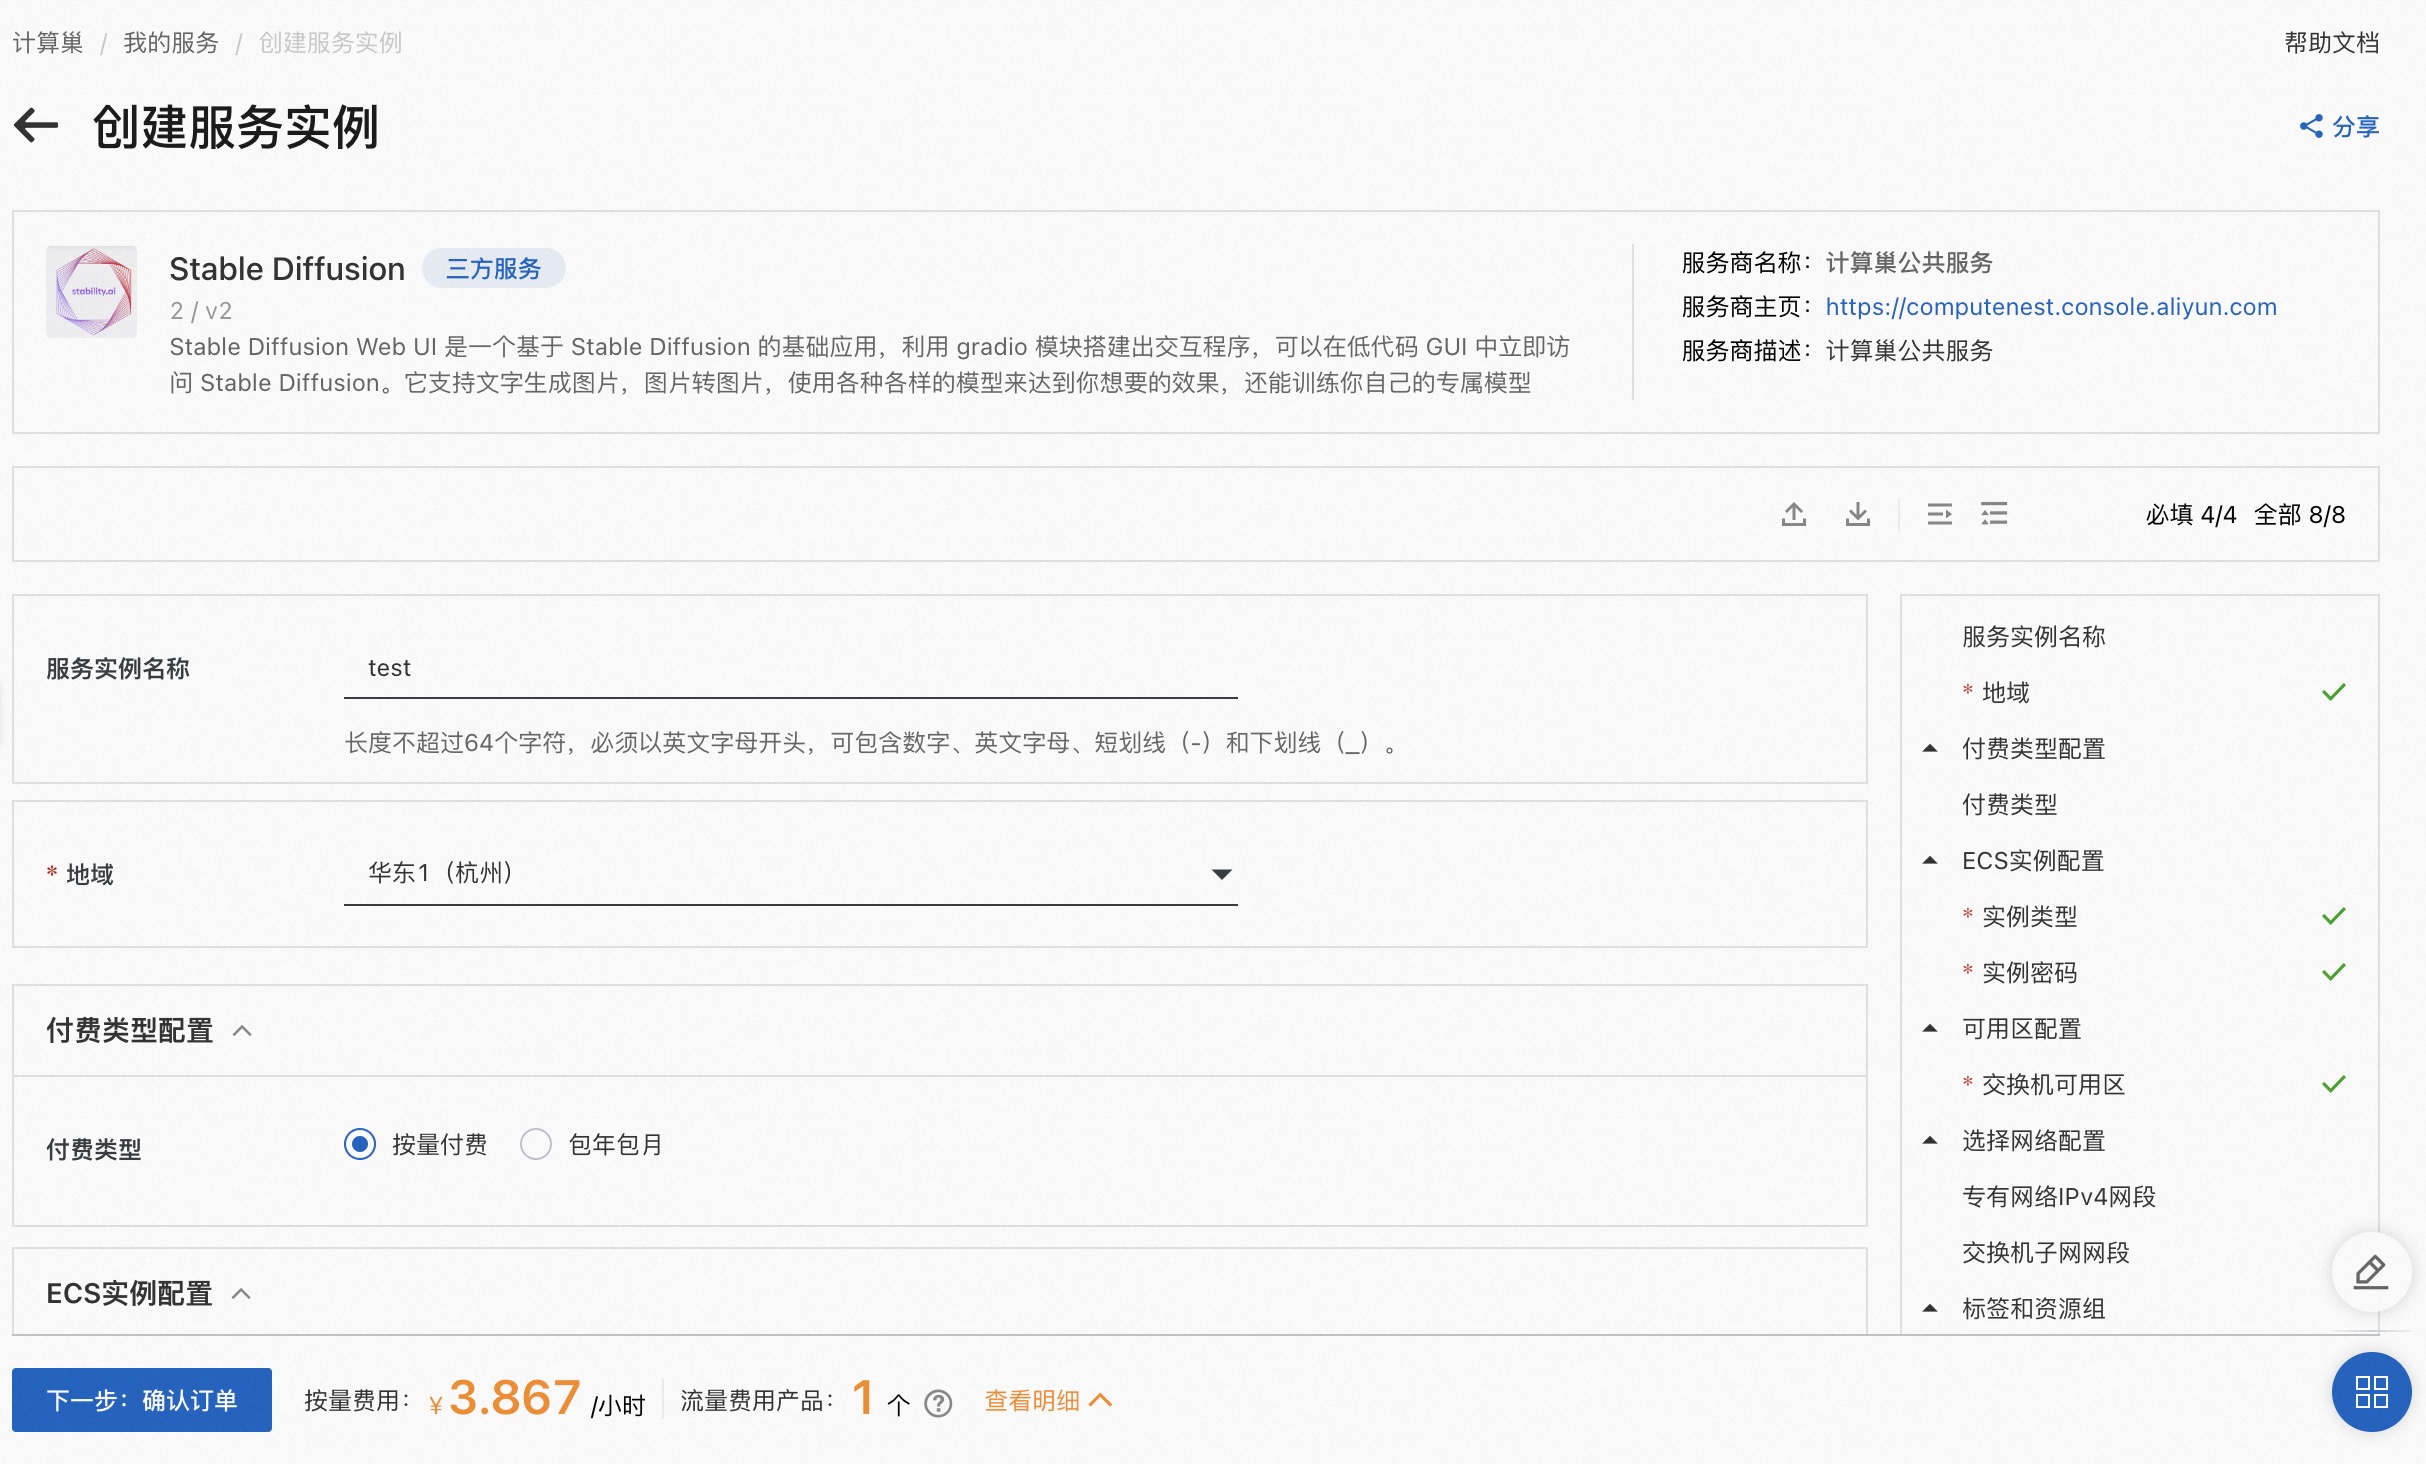 计算巢 / 我的服务 / 创建服务实例
帮助文档
创建服务实例
分享
stability.ai
Stable Diffusion 三方服务
2 / v2
Stable Diffusion Web UI 是一个基于 Stable Diffusion 的基础应用，利用 gradio 模块搭建出交互程序，可以在低代码 GUI 中立即访
问 Stable Diffusion。它支持文字生成图片，图片转图片，使用各种各样的模型来达到你想要的效果，还能训练你自己的专属模型
服务商名称： 计算巢公共服务
服务商主页： https://computenest.console.aliyun.com
服务商描述： 计算巢公共服务
必填 4/4 全部 8/8
服务实例名称
test
长度不超过64个字符，必须以英文字母开头，可包含数字、英文字母、短划线（-）和下划线（_）。
* 地域
华东1（杭州）
付费类型配置
付费类型
按量付费 包年包月
ECS实例配置
服务实例名称
* 地域
付费类型配置
付费类型
ECS实例配置
* 实例类型
* 实例密码
可用区配置
* 交换机可用区
选择网络配置
专有网络IPv4网段
交换机子网网段
标签和资源组
下一步：确认订单
按量费用： ¥ 3.867 /小时
流量费用产品： 1 个 ?
查看明细